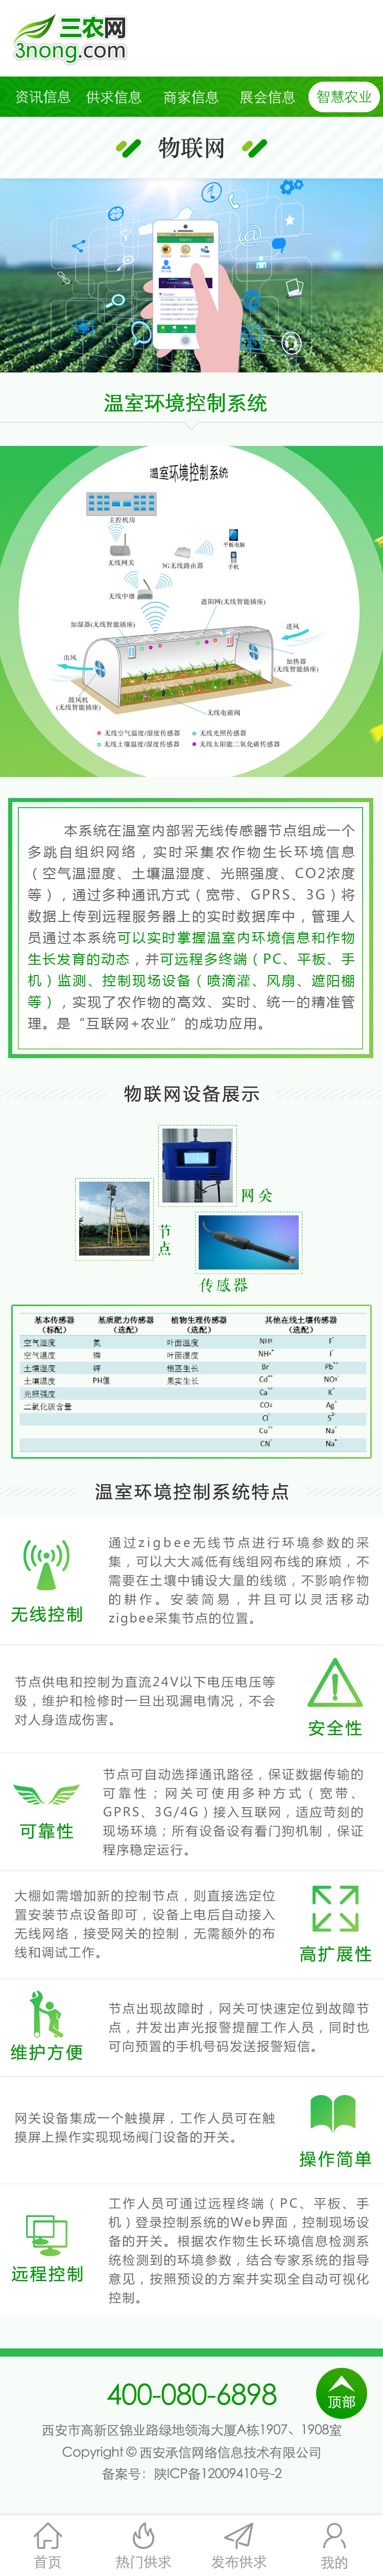 三农网
3nong.com
资讯信息 供求信息 商家信息 展会信息 智慧农业
物联网
温室环境控制系统
温室环境控制系统
主控机房
无线网关
3G无线路由器
平板电脑
手机
无线中继
遮阳网(无线智能插座)
加湿器(无线智能插座)
进风
出风
加热器
(无线智能插座)
鼓风机
(无线智能插座)
无线电磁阀
无线空气温度/湿度传感器 无线光照传感器
无线土壤温度/湿度传感器 无线太阳能二氧化碳传感器
本系统在温室内部署无线传感器节点组成一个
多跳自组织网络，实时采集农作物生长环境信息
（空气温湿度、土壤温湿度、光照强度、CO2浓度
等），通过多种通讯方式（宽带、GPRS、3G）将
数据上传到远程服务器上的实时数据库中，管理人
员通过本系统可以实时掌握温室内环境信息和作物
生长发育的动态，并可远程多终端（PC、平板、手
机）监测、控制现场设备（喷滴灌、风扇、遮阳棚
等），实现了农作物的高效、实时、统一的精准管
理。是“互联网+农业”的成功应用。
物联网设备展示
网关
节点
传感器
基本传感器 基质肥力传感器 植物生理传感器 其他在线土壤传感器
（标配） （选配） （选配） （选配）
空气湿度 氮 叶面温度 NH₃ F⁻
空气温度 磷 叶面湿度 NH₄⁺ I⁻
土壤湿度 钾 根茎生长 Br⁻ Pb⁺⁺
土壤温度 PH值 果实生长 Cd⁺⁺ NO₃⁻
光照强度 Ca⁺⁺ K⁺
二氧化碳含量 CO₂ Ag⁺
Cl⁻ S²⁻
Cu⁺⁺ Na⁺
CN⁻ Na⁺
温室环境控制系统特点
通过zigbee无线节点进行环境参数的采
集，可以大大减低有线组网布线的麻烦，不
需要在土壤中铺设大量的线缆，不影响作物
的耕作。安装简易，并且可以灵活移动
zigbee采集节点的位置。
无线控制
节点供电和控制为直流24V以下电压电压等
级，维护和检修时一旦出现漏电情况，不会
对人身造成伤害。
安全性
节点可自动选择通讯路径，保证数据传输的
可靠性；网关可使用多种方式（宽带、
GPRS、3G/4G）接入互联网，适应苛刻的
现场环境；所有设备设有看门狗机制，保证
程序稳定运行。
可靠性
大棚如需增加新的控制节点，则直接选定位
置安装节点设备即可，设备上电后自动接入
无线网络，接受网关的控制，无需额外的布
线和调试工作。
高扩展性
节点出现故障时，网关可快速定位到故障节
点，并发出声光报警提醒工作人员，同时也
可向预置的手机号码发送报警短信。
维护方便
网关设备集成一个触摸屏，工作人员可在触
摸屏上操作实现现场阀门设备的开关。
操作简单
工作人员可通过远程终端（PC、平板、手
机）登录控制系统的Web界面，控制现场设
备的开关。根据农作物生长环境信息检测系
统检测到的环境参数，结合专家系统的指导
意见，按照预设的方案并实现全自动可视化
控制。
远程控制
400-080-6898
顶部
西安市高新区锦业路绿地领海大厦A栋1907、1908室
Copyright © 西安承信网络信息技术有限公司
备案号：陕ICP备12009410号-2
首页 热门供求 发布供求 我的